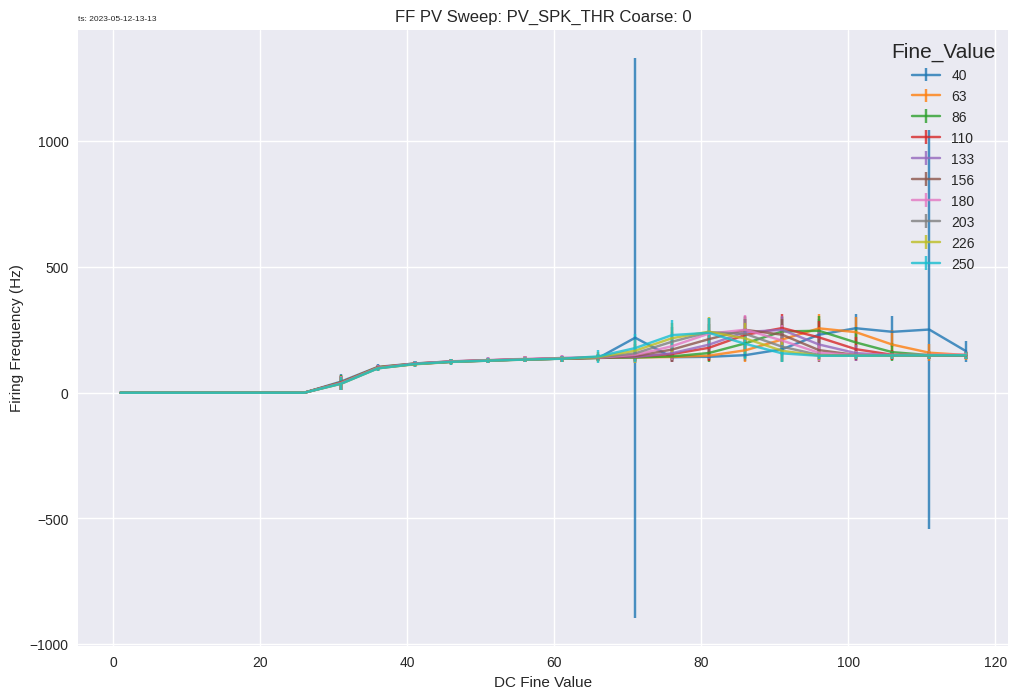 ts: 2023-05-12-13-13
FF PV Sweep: PV_SPK_THR Coarse: 0
Fine_Value
40
63
86
110
133
156
180
203
226
250
1000
500
0
−500
−1000
Firing Frequency (Hz)
0 20 40 60 80 100 120
DC Fine Value